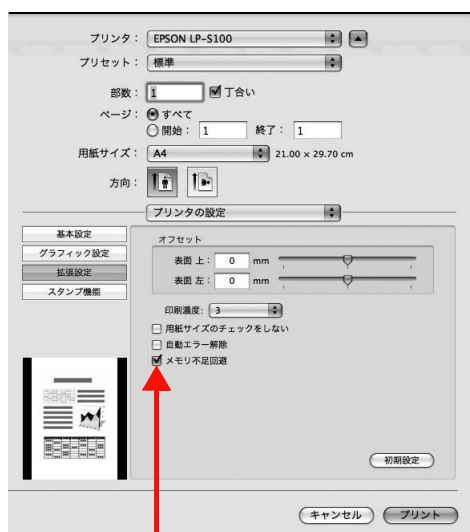 プリンタ： EPSON LP-S100
プリセット： 標準
部数： 1 丁合い
ページ： すべて
開始： 1 終了： 1
用紙サイズ： A4 21.00 x 29.70 cm
方向：
プリンタの設定
基本設定
グラフィック設定
拡張設定
スタンプ機能
オフセット
表面 上： 0 mm
表面 左： 0 mm
印刷濃度： 3
用紙サイズのチェックをしない
自動エラー解除
メモリ不足回避
初期設定
キャンセル プリント